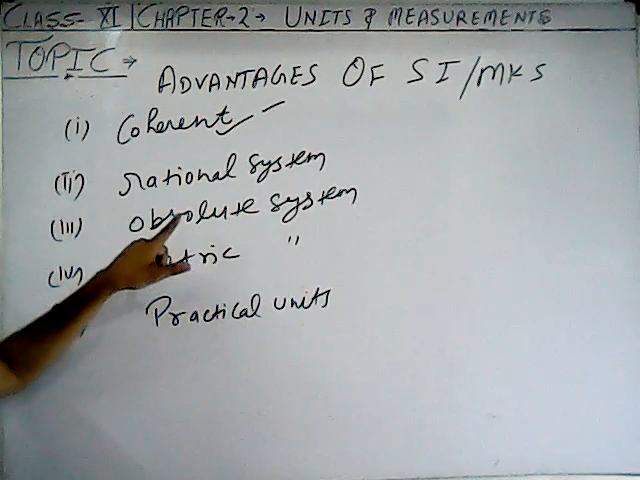 CLASS- XI | CHAPTER-2 → UNITS & MEASUREMENTS
TOPIC →
ADVANTAGES OF SI/MKS
(i) Coherent
(ii) rational system
(iii) absolute system
(iv) "
Practical units